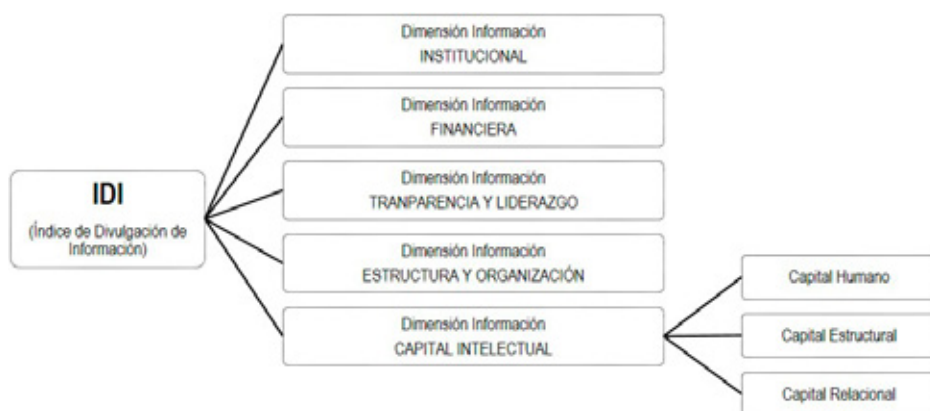 IDI
(Índice de Divulgación de
Información)
Dimensión Información
INSTITUCIONAL
Dimensión Información
FINANCIERA
Dimensión Información
TRANPARENCIA Y LIDERAZGO
Dimensión Información
ESTRUCTURA Y ORGANIZACIÓN
Dimensión Información
CAPITAL INTELECTUAL
Capital Humano
Capital Estructural
Capital Relacional